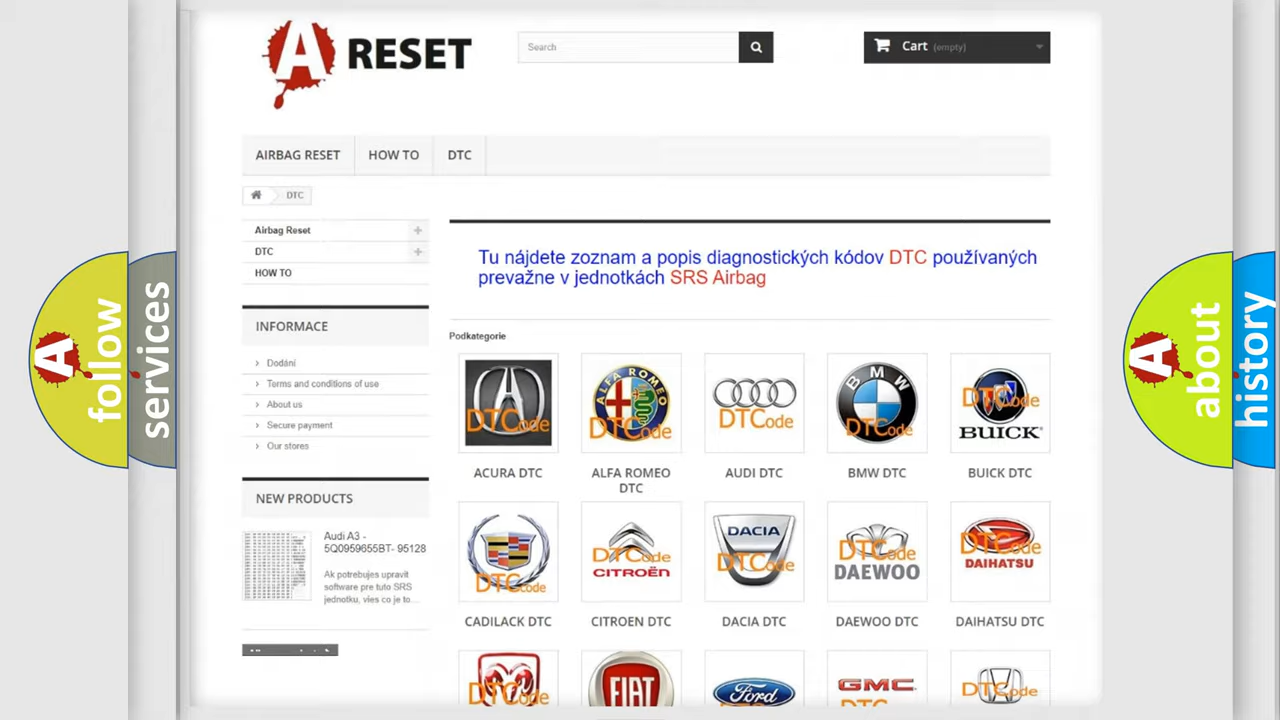 A RESET
Search
Cart (empty)
AIRBAG RESET
HOW TO
DTC
DTC
Airbag Reset
DTC
HOW TO
Tu nájdete zoznam a popis diagnostických kódov DTC používaných
prevažne v jednotkách SRS Airbag
INFORMACE
Dodání
Terms and conditions of use
About us
Secure payment
Our stores
Podkategorie
DTCode
ALFA ROMEO
DTCode
DTCode
BMW
DTCode
DTCode
BUICK
ACURA DTC
ALFA ROMEO
DTC
AUDI DTC
BMW DTC
BUICK DTC
NEW PRODUCTS
Audi A3 -
5Q0959655BT- 95128
Ak potrebujes upravit
software pre tuto SRS
jednotku, vies co je to...
DTCode
DTCode
CITROËN
DACIA
DTCode
DTCode
DAEWOO
DTCode
DAIHATSU
CADILACK DTC
CITROEN DTC
DACIA DTC
DAEWOO DTC
DAIHATSU DTC
DTCode
FIAT
Ford
GMC
DTCode
A follow
services
A about
history